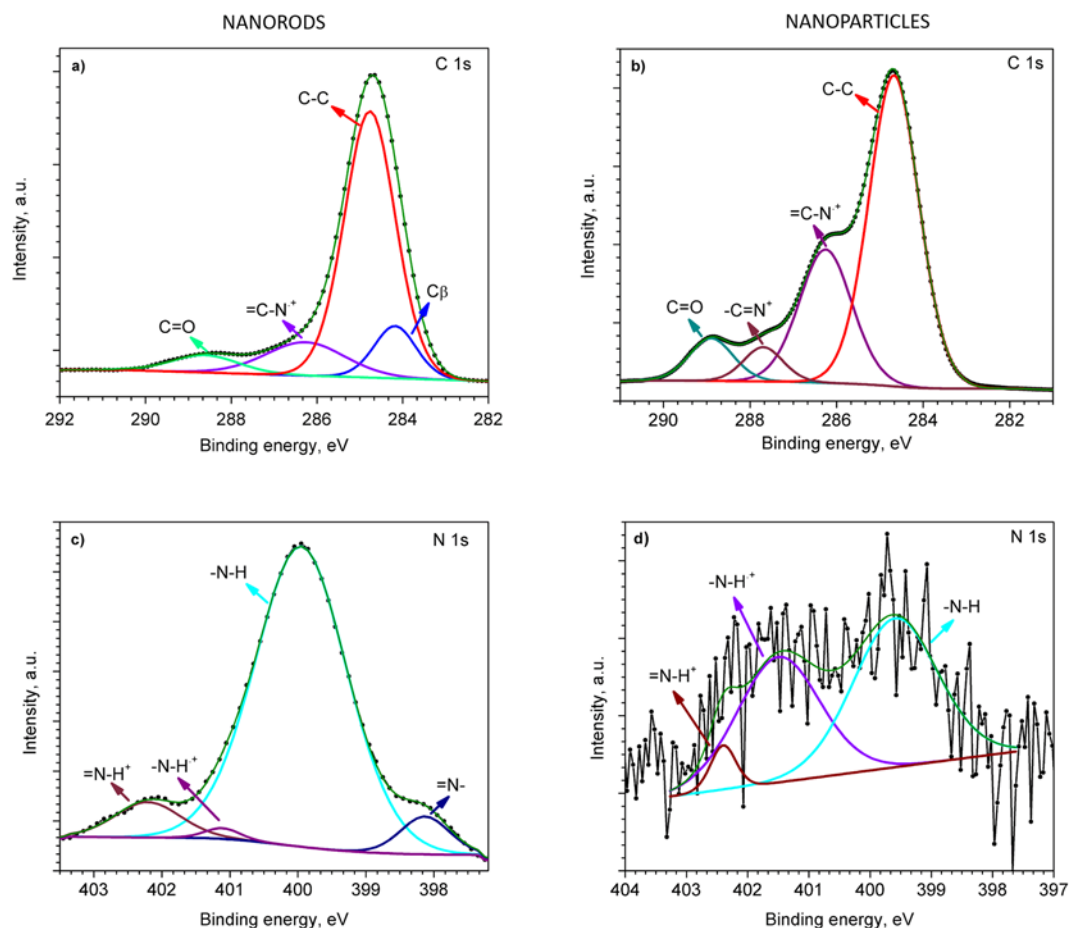 NANORODS
NANOPARTICLES
a)
C 1s
C-C
=C-N·⁺
C=O
Cβ
Intensity, a.u.
292 290 288 286 284 282
Binding energy, eV
b)
C 1s
C-C
=C-N·⁺
-C=N⁺
C=O
Intensity, a.u.
290 288 286 284 282
Binding energy, eV
c)
N 1s
-N-H
=N-H⁺
-N-H·⁺
=N-
Intensity, a.u.
403 402 401 400 399 398
Binding energy, eV
d)
N 1s
-N-H·⁺
-N-H
=N-H⁺
Intensity, a.u.
404 403 402 401 400 399 398 397
Binding energy, eV